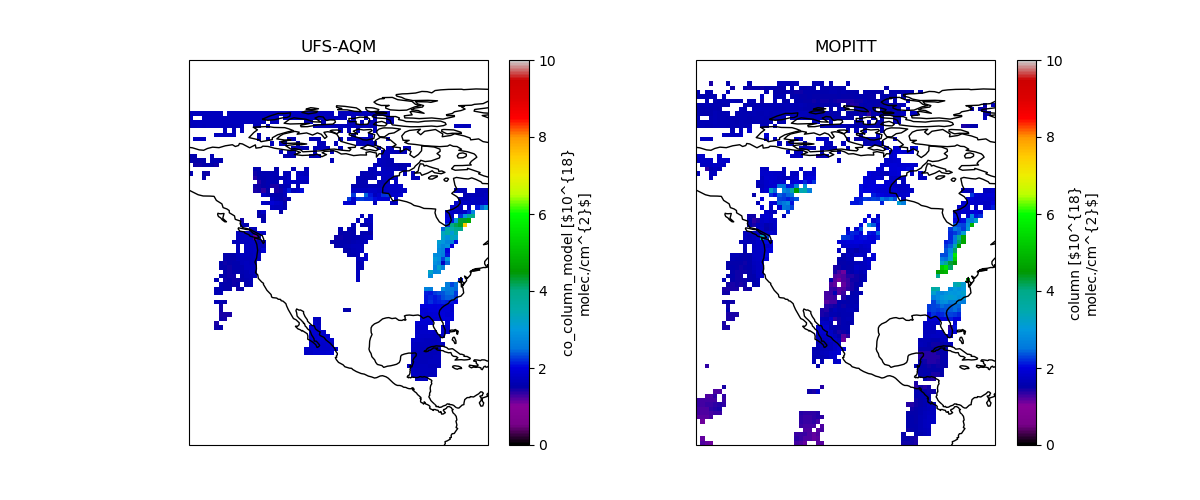 UFS-AQM
10
8
6
4
2
0
co_column_model [$10^{18}
molec./cm^{2}$]
MOPITT
10
8
6
4
2
0
column [$10^{18}
molec./cm^{2}$]